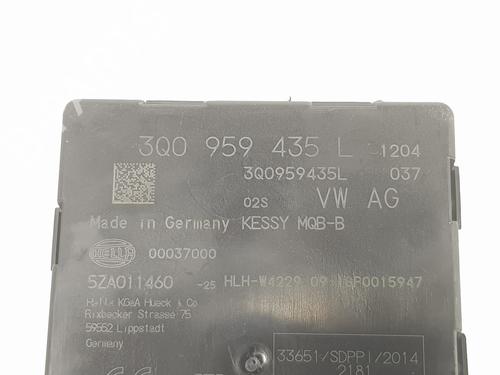 3Q0 959 435 L 1204
3Q0959435L 037
02S VW AG
Made in Germany KESSY MQB-B
HELLA 00037000
5ZA011460 -25 HLH-W4229
Hella KGaA Hueck & Co
Rixbecker Strasse 75
59552 Lippstadt
Germany
33651/SDPPI/2014
2181